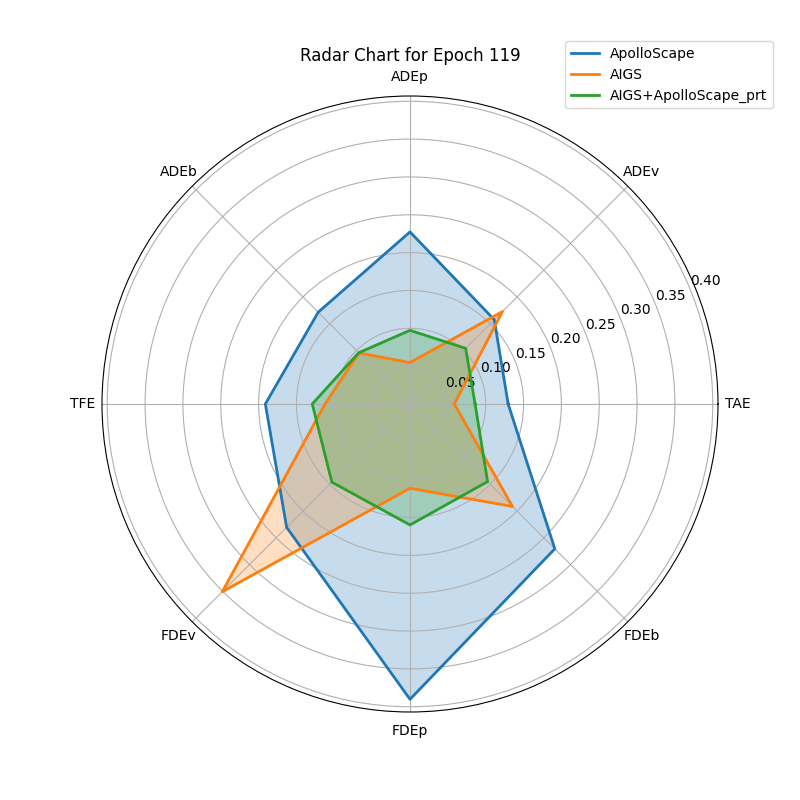 Radar Chart for Epoch 119
ApolloScape
AIGS
AIGS+ApolloScape_prt
ADEp
ADEb
ADEv
0.40
0.35
0.30
0.25
0.20
0.15
0.10
0.05
TFE
TAE
FDEv
FDEb
FDEp